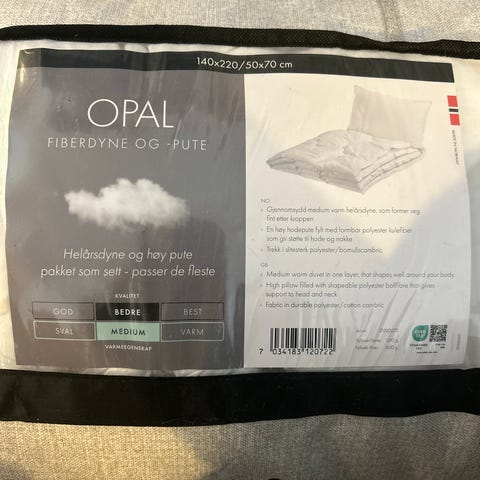 140x220/50x70 cm
OPAL
FIBERDYNE OG -PUTE
Helårsdyne og høy pute
pakket som sett - passer de fleste
KVALITET
GOD BEDRE BEST
SVAL MEDIUM VARM
VARMEEGENSKAP
NO
› Gjennomsydd medium varm helårsdyne, som former seg
fint etter kroppen
› En høy hodepute fylt med formbar polyester kulefiber
som gir støtte til hode og nakke
› Trekk i slitesterk polyester/bomullscambric
GB
› Medium warm duvet in one layer, that shapes well around your body
› High pillow filled with shapeable polyester ballfibre that gives
support to head and neck
› Fabric in durable polyester/cotton cambric
7 034183 120722